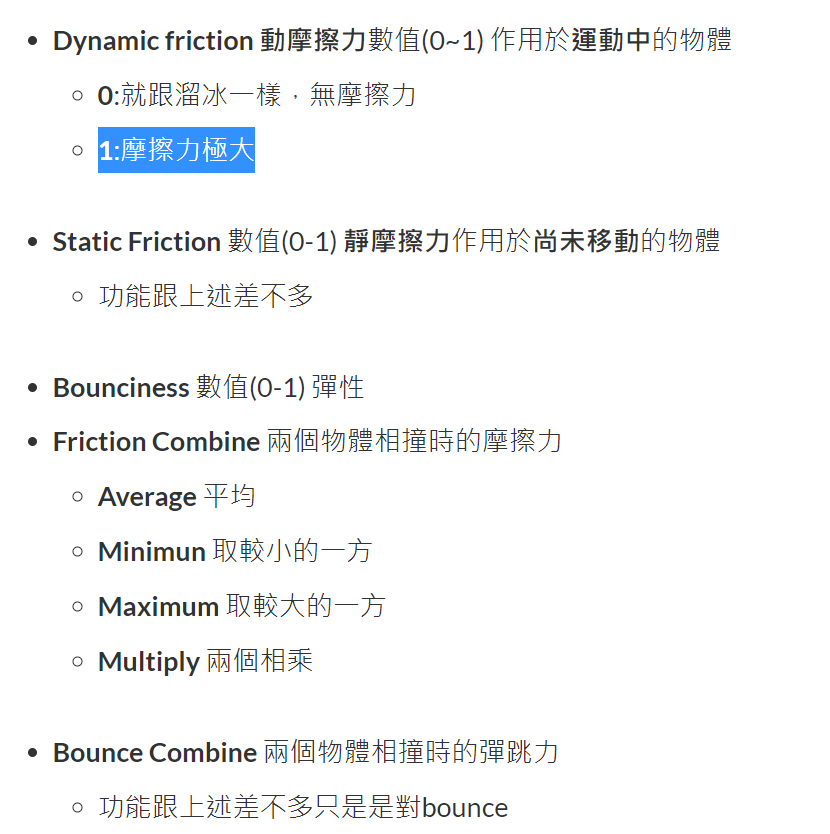 Dynamic friction 動摩擦力數值(0~1) 作用於運動中的物體
0:就跟溜冰一樣，無摩擦力
1:摩擦力極大
Static Friction 數值(0-1) 靜摩擦力作用於尚未移動的物體
功能跟上述差不多
Bounciness 數值(0-1) 彈性
Friction Combine 兩個物體相撞時的摩擦力
Average 平均
Minimun 取較小的一方
Maximum 取較大的一方
Multiply 兩個相乘
Bounce Combine 兩個物體相撞時的彈跳力
功能跟上述差不多只是是對bounce